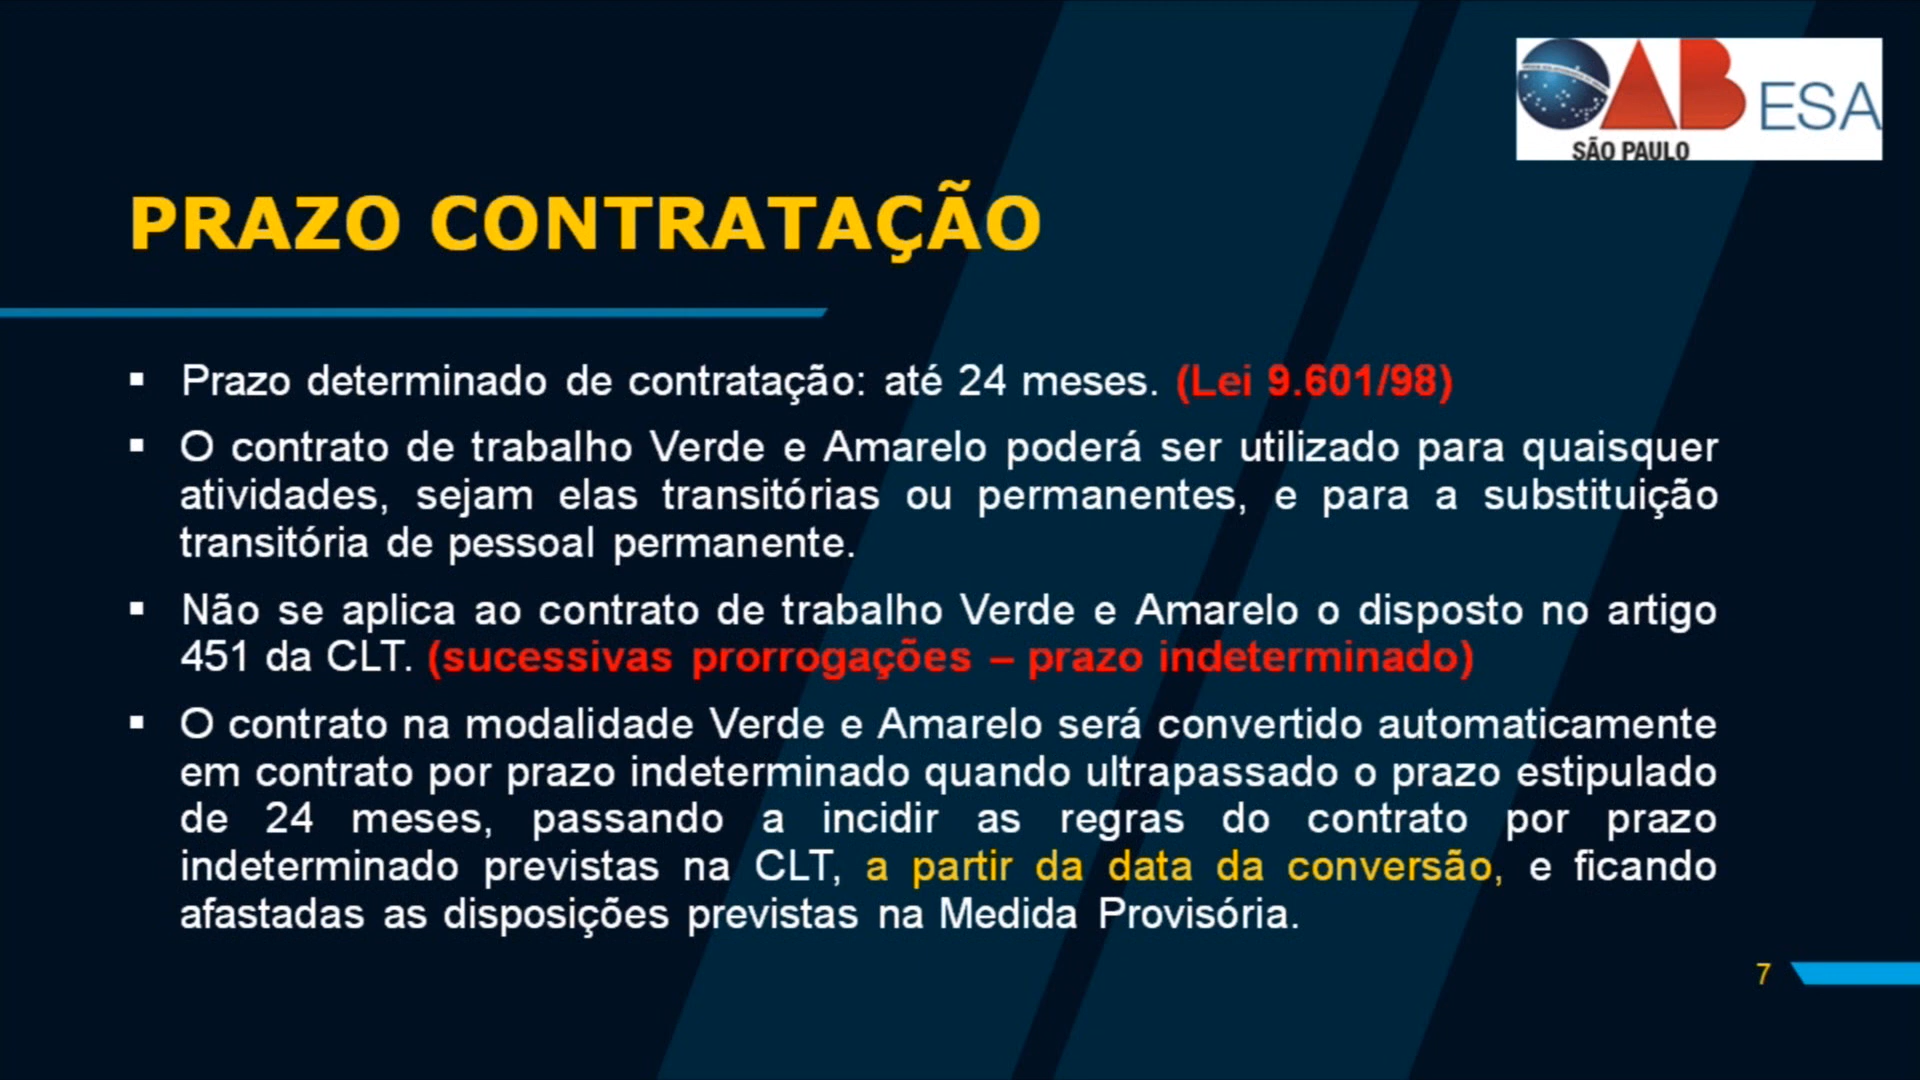 OAB ESA
SÃO PAULO
PRAZO CONTRATAÇÃO
▪ Prazo determinado de contratação: até 24 meses. (Lei 9.601/98)
▪ O contrato de trabalho Verde e Amarelo poderá ser utilizado para quaisquer
atividades, sejam elas transitórias ou permanentes, e para a substituição
transitória de pessoal permanente.
▪ Não se aplica ao contrato de trabalho Verde e Amarelo o disposto no artigo
451 da CLT. (sucessivas prorrogações – prazo indeterminado)
▪ O contrato na modalidade Verde e Amarelo será convertido automaticamente
em contrato por prazo indeterminado quando ultrapassado o prazo estipulado
de 24 meses, passando a incidir as regras do contrato por prazo
indeterminado previstas na CLT, a partir da data da conversão, e ficando
afastadas as disposições previstas na Medida Provisória.
7